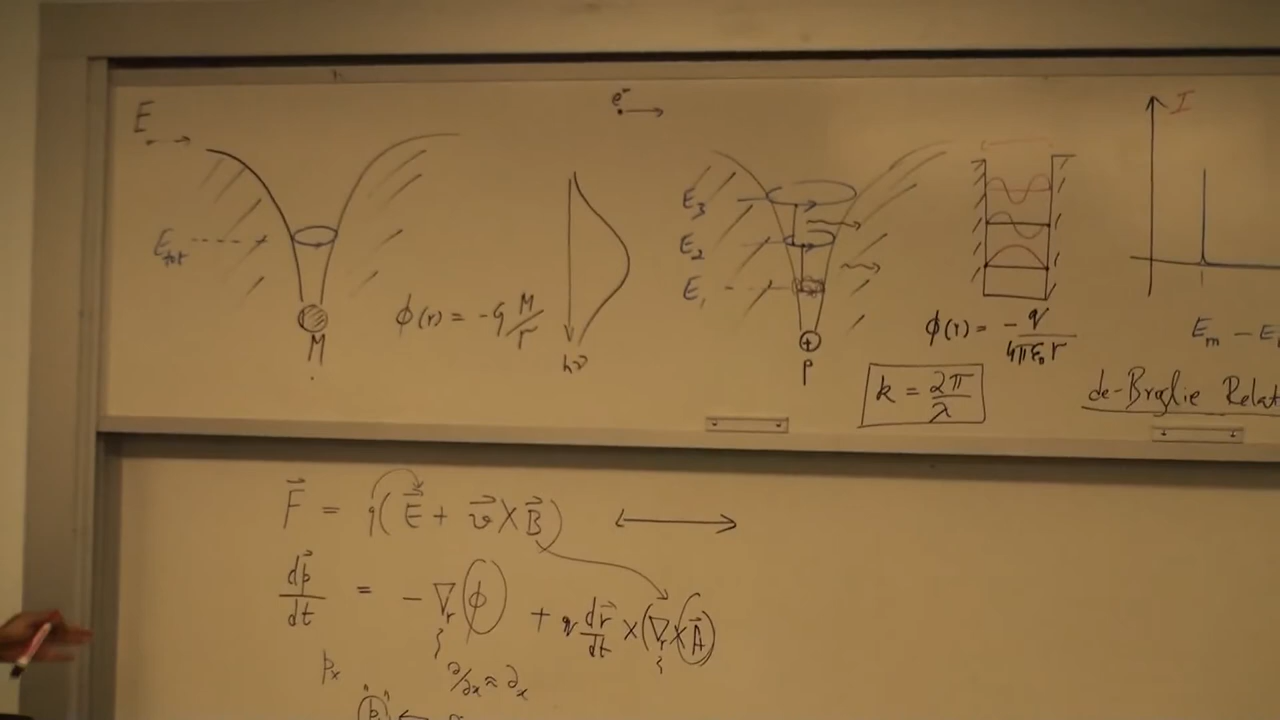 E
E_tot
M
φ(r) = -G M/r
hν
e⁻
E₃
E₂
E₁
+
P
φ(r) = -q/4πε₀r
k = 2π/λ
I
E_m - E
de-Broglie Relat
F⃗ = q(E⃗ + v⃗ × B⃗)
dp⃗/dt = -∇_r φ + q dr⃗/dt × (∇_r × A⃗)
p_x
∂/∂x ≈ ∂_x